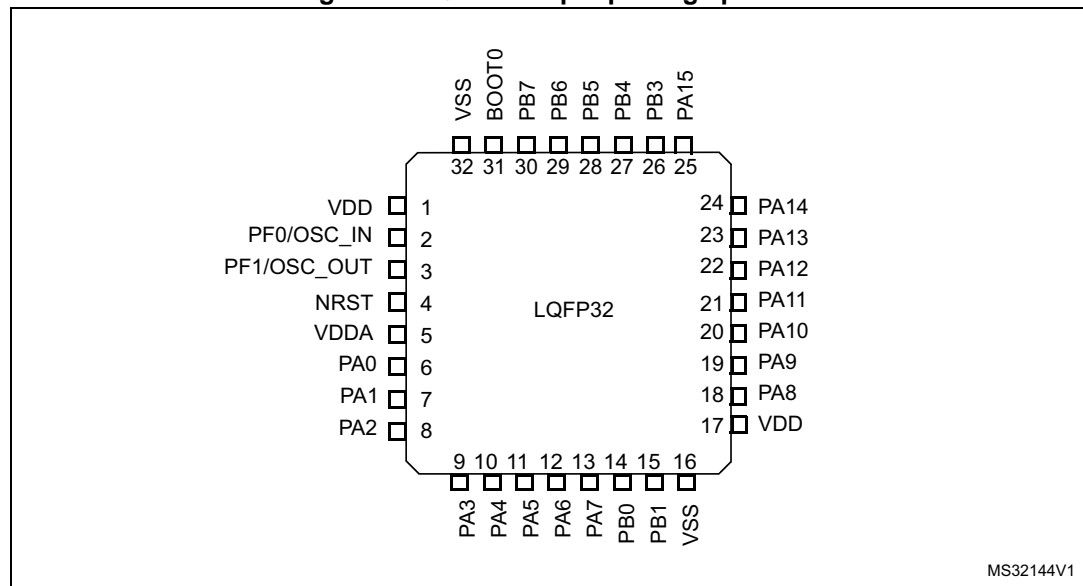 VSS
BOOT0
PB7
PB6
PB5
PB4
PB3
PA15
32 31 30 29 28 27 26 25
VDD 1
PF0/OSC_IN 2
PF1/OSC_OUT 3
NRST 4
VDDA 5
PA0 6
PA1 7
PA2 8
LQFP32
24 PA14
23 PA13
22 PA12
21 PA11
20 PA10
19 PA9
18 PA8
17 VDD
9 10 11 12 13 14 15 16
PA3
PA4
PA5
PA6
PA7
PB0
PB1
VSS
MS32144V1